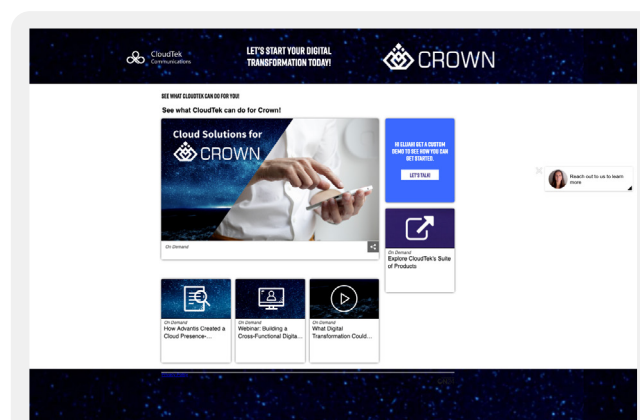 CloudTek
Communications
LET'S START YOUR DIGITAL
TRANSFORMATION TODAY!
CROWN
SEE WHAT CLOUDTEK CAN DO FOR YOU!
See what CloudTek can do for Crown!
Cloud Solutions for
CROWN
On Demand
HI ELIJAH! GET A CUSTOM
DEMO TO SEE HOW YOU CAN
GET STARTED.
LET'S TALK!
Reach out to us to learn
more
On Demand
Explore CloudTek's Suite
of Products
On Demand
How Advantis Created a
Cloud Presence-...
On Demand
Webinar: Building a
Cross-Functional Digita...
On Demand
What Digital
Transformation Could...